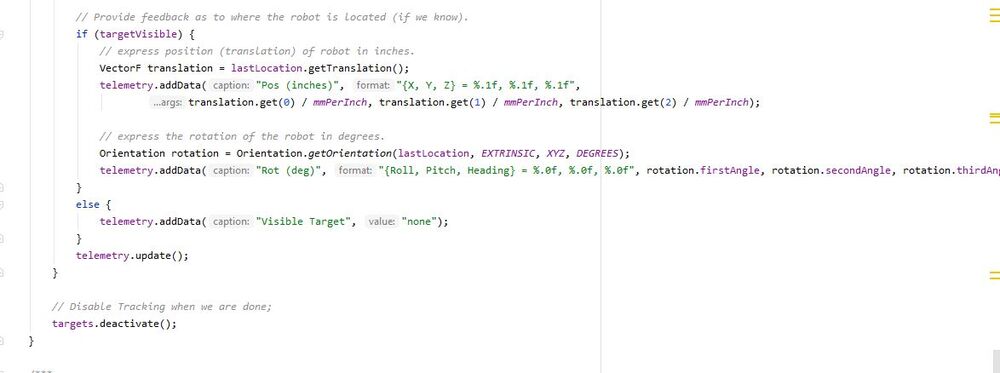 // Provide feedback as to where the robot is located (if we know).
if (targetVisible) {
// express position (translation) of robot in inches.
VectorF translation = lastLocation.getTranslation();
telemetry.addData( caption: "Pos (inches)", format: "{X, Y, Z} = %.1f, %.1f, %.1f",
...args: translation.get(0) / mmPerInch, translation.get(1) / mmPerInch, translation.get(2) / mmPerInch);
// express the rotation of the robot in degrees.
Orientation rotation = Orientation.getOrientation(lastLocation, EXTRINSIC, XYZ, DEGREES);
telemetry.addData( caption: "Rot (deg)", format: "{Roll, Pitch, Heading} = %.0f, %.0f, %.0f", rotation.firstAngle, rotation.secondAngle, rotation.thirdAng
}
else {
telemetry.addData( caption: "Visible Target", value: "none");
}
telemetry.update();
}
// Disable Tracking when we are done;
targets.deactivate();
}